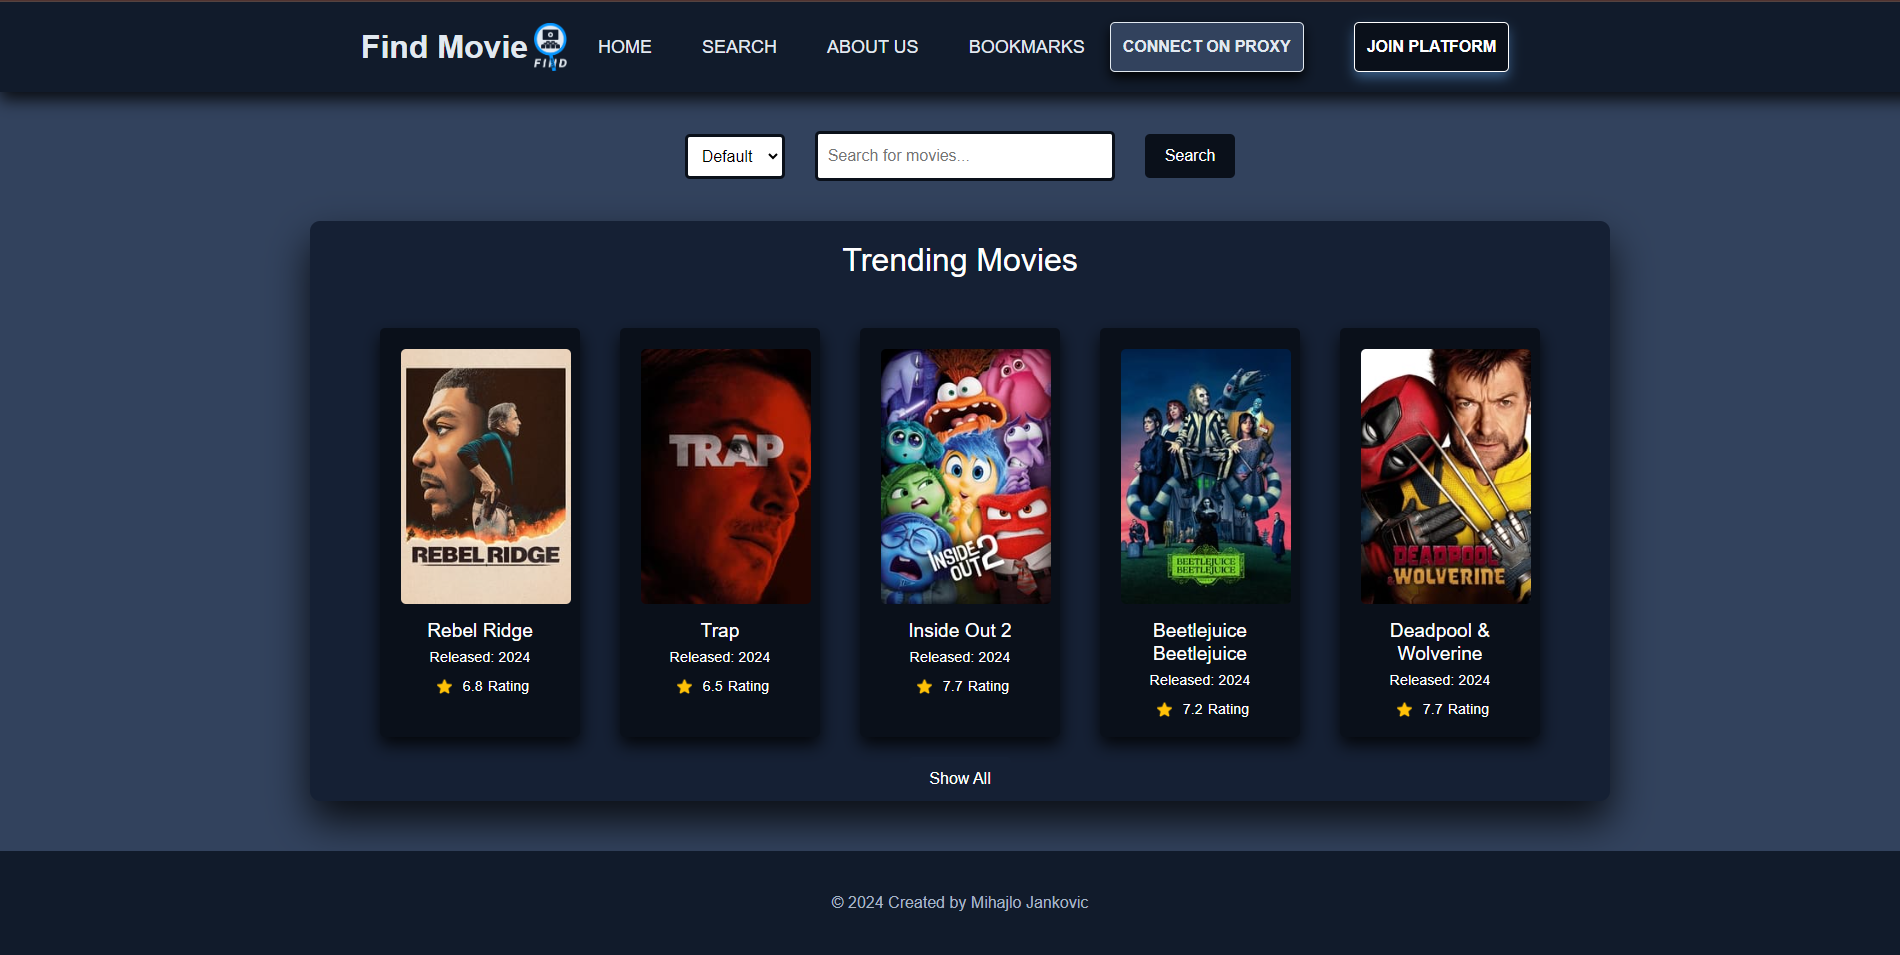 Find Movie
FIND
HOME
SEARCH
ABOUT US
BOOKMARKS
CONNECT ON PROXY
JOIN PLATFORM
Default
Search for movies...
Search
Trending Movies
REBEL RIDGE
Rebel Ridge
Released: 2024
6.8 Rating
TRAP
Trap
Released: 2024
6.5 Rating
INSIDE
OUT 2
Inside Out 2
Released: 2024
7.7 Rating
BEETLEJUICE
BEETLEJUICE
Beetlejuice
Beetlejuice
Released: 2024
7.2 Rating
DEADPOOL
& WOLVERINE
Deadpool &
Wolverine
Released: 2024
7.7 Rating
Show All
© 2024 Created by Mihajlo Jankovic